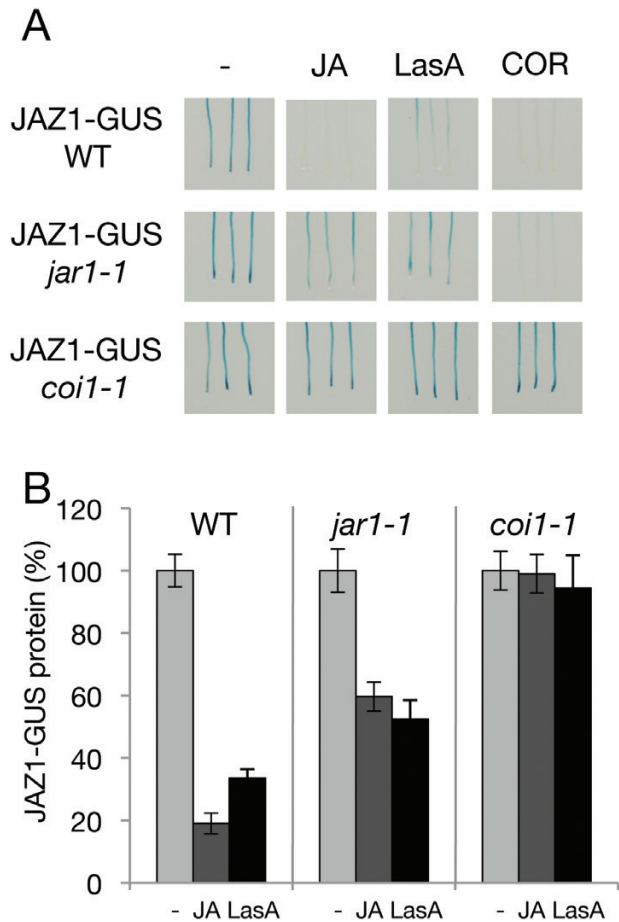 A
- JA LasA COR
JAZ1-GUS
WT
JAZ1-GUS
jar1-1
JAZ1-GUS
coi1-1
B
JAZ1-GUS protein (%)
120
100
80
60
40
20
0
WT jar1-1 coi1-1
- JA LasA - JA LasA - JA LasA